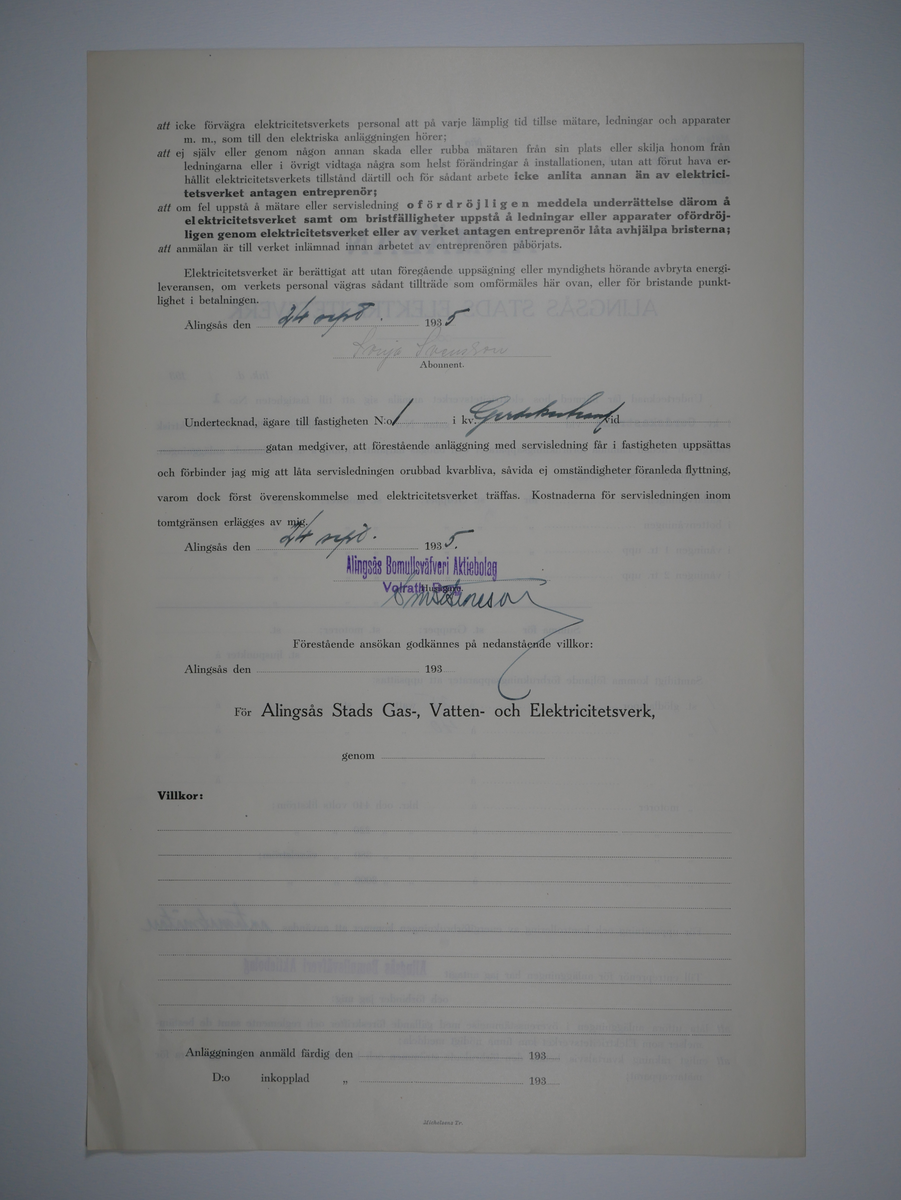 att icke förvägra elektricitetsverkets personal att på varje lämplig tid tillse mätare, ledningar och apparater
m. m., som till den elektriska anläggningen hörer;
att ej själv eller genom någon annan skada eller rubba mätaren från sin plats eller skilja honom från
ledningarna eller i övrigt vidtaga några som helst förändringar å installationen, utan att förut hava er-
hållit elektricitetsverkets tillstånd därtill och för sådant arbete icke anlita annan än av elektrici-
tetsverket antagen entreprenör;
att om fel uppstå å mätare eller servisledning ofördröjligen meddela underrättelse därom å
elektricitetsverket samt om bristfälligheter uppstå å ledningar eller apparater ofördröj-
ligen genom elektricitetsverket eller av verket antagen entreprenör låta avhjälpa bristerna;
att anmälan är till verket inlämnad innan arbetet av entreprenören påbörjats.
Elektricitetsverket är berättigat att utan föregående uppsägning eller myndighets hörande avbryta energi-
leveransen, om verkets personal vägras sådant tillträde som omförmäles här ovan, eller för bristande punkt-
lighet i betalningen.
Alingsås den 24 sept. 1935
Sonja Svensson
Abonnent.
Undertecknad, ägare till fastigheten N:o 1 i kv. vid
gatan medgiver, att förestående anläggning med servisledning får i fastigheten uppsättas
och förbinder jag mig att låta servisledningen orubbad kvarbliva, såvida ej omständigheter föranleda flyttning,
varom dock först överenskommelse med elektricitetsverket träffas. Kostnaderna för servisledningen inom
tomtgränsen erlägges av mig.
Alingsås den 24 sept. 1935.
Alingsås Bomullsväfveri Aktiebolag
Volrath Berg
Förestående ansökan godkännes på nedanstående villkor:
Alingsås den 193
För Alingsås Stads Gas-, Vatten- och Elektricitetsverk,
genom
Villkor:
Anläggningen anmäld färdig den 193
D:o inkopplad „ 193
Michelsens Tr.